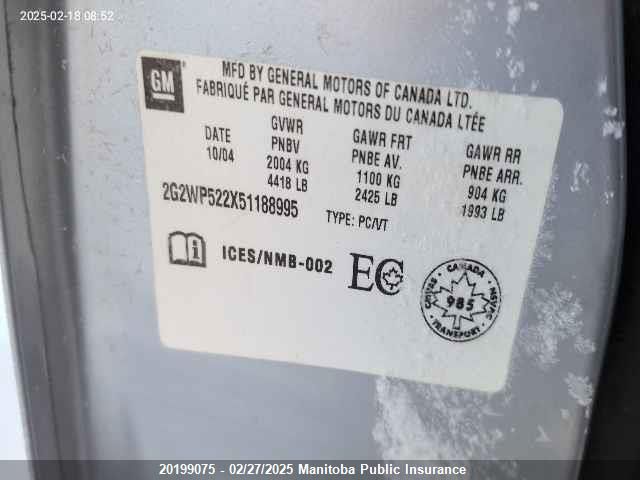 2025-02-18 08:52
GM
MFD BY GENERAL MOTORS OF CANADA LTD.
FABRIQUÉ PAR GENERAL MOTORS DU CANADA LTÉE
DATE GVWR GAWR FRT GAWR RR
PNBV PNBE AV. PNBE ARR.
10/04 2004 KG 1100 KG 904 KG
4418 LB 2425 LB 1993 LB
2G2WP522X51188995 TYPE: PC/VT
i ICES/NMB-002 EC
CANADA
CMVSS 985 NSVAC
TRANSPORT
20199075 - 02/27/2025 Manitoba Public Insurance